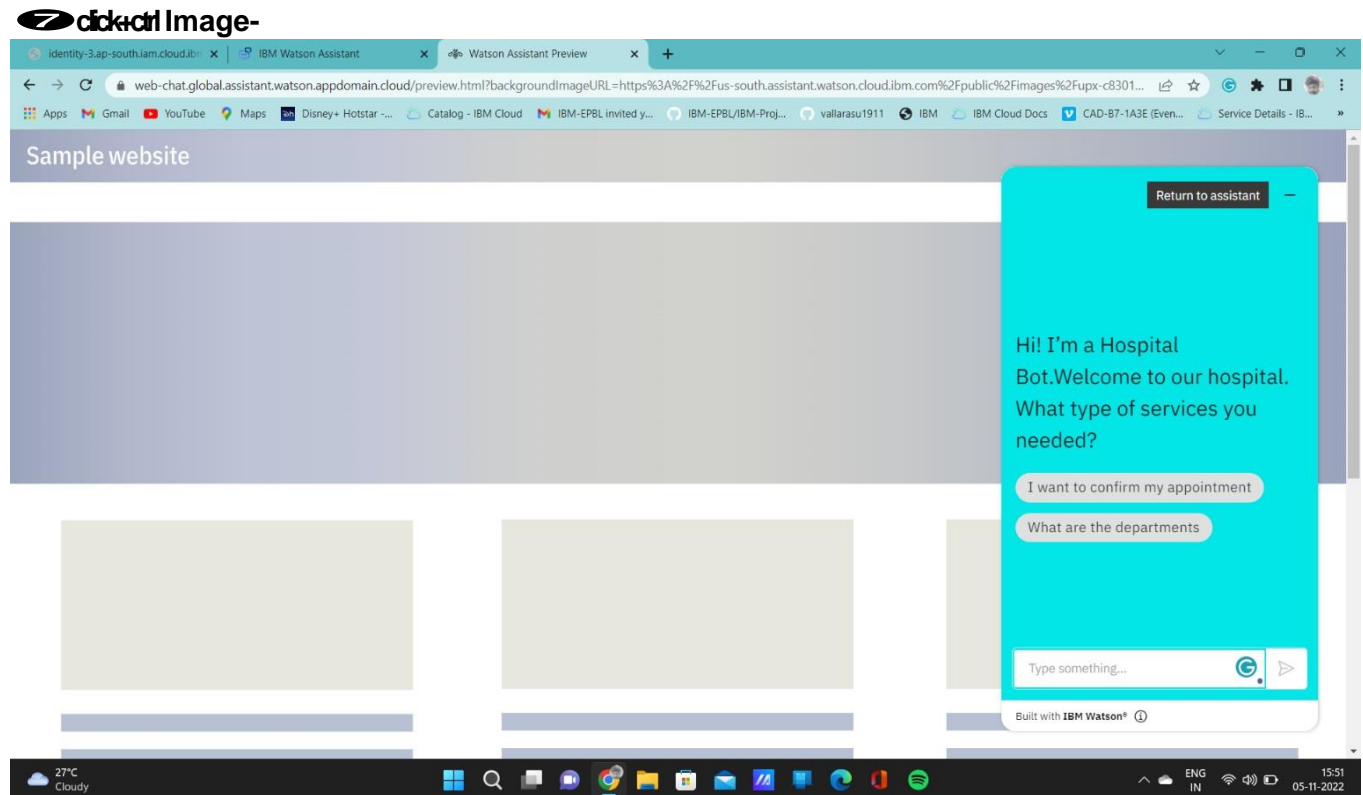 7 click+ctrl Image-
identity-3.ap-south.iam.cloud.ib
IBM Watson Assistant
Watson Assistant Preview
web-chat.global.assistant.watson.appdomain.cloud/preview.html?backgroundImageURL=https%3A%2F%2Fus-south.assistant.watson.cloud.ibm.com%2Fpublic%2Fimages%2Fupx-c8301...
Apps Gmail YouTube Maps Disney+ Hotstar -... Catalog - IBM Cloud IBM-EPBL invited y... IBM-EPBL/IBM-Proj... vallarasu1911 IBM IBM Cloud Docs CAD-B7-1A3E (Even... Service Details - IB... »
Sample website
Return to assistant
Hi! I'm a Hospital
Bot.Welcome to our hospital.
What type of services you
needed?
I want to confirm my appointment
What are the departments
Type something...
Built with IBM Watson®
27°C
Cloudy
ENG
IN
15:51
05-11-2022